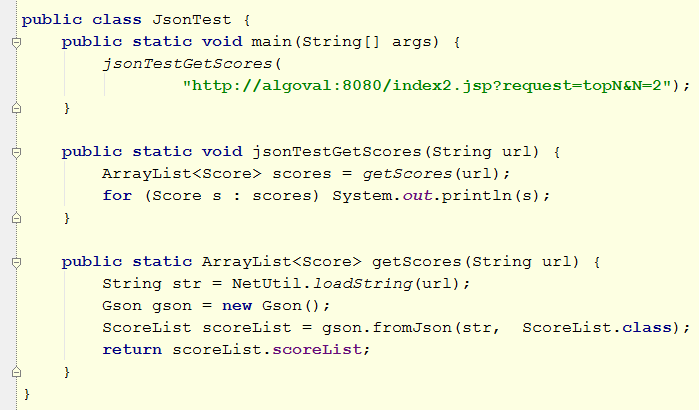 public class JsonTest {
    public static void main(String[] args) {
        jsonTestGetScores(
                "http://algoval:8080/index2.jsp?request=topN&N=2");
    }

    public static void jsonTestGetScores(String url) {
        ArrayList<Score> scores = getScores(url);
        for (Score s : scores) System.out.println(s);
    }

    public static ArrayList<Score> getScores(String url) {
        String str = NetUtil.loadString(url);
        Gson gson = new Gson();
        ScoreList scoreList = gson.fromJson(str,  ScoreList.class);
        return scoreList.scoreList;
    }
}